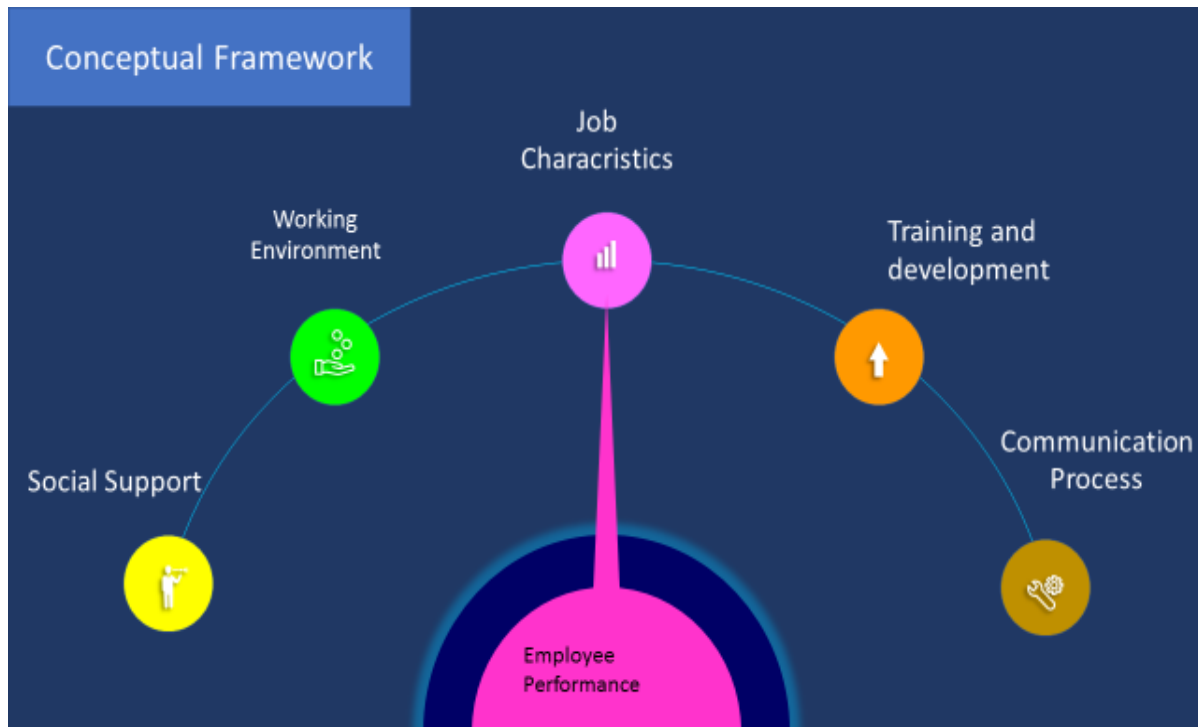 Conceptual Framework
Job
Characristics
Working
Environment
Training and
development
Social Support
Communication
Process
Employee
Performance